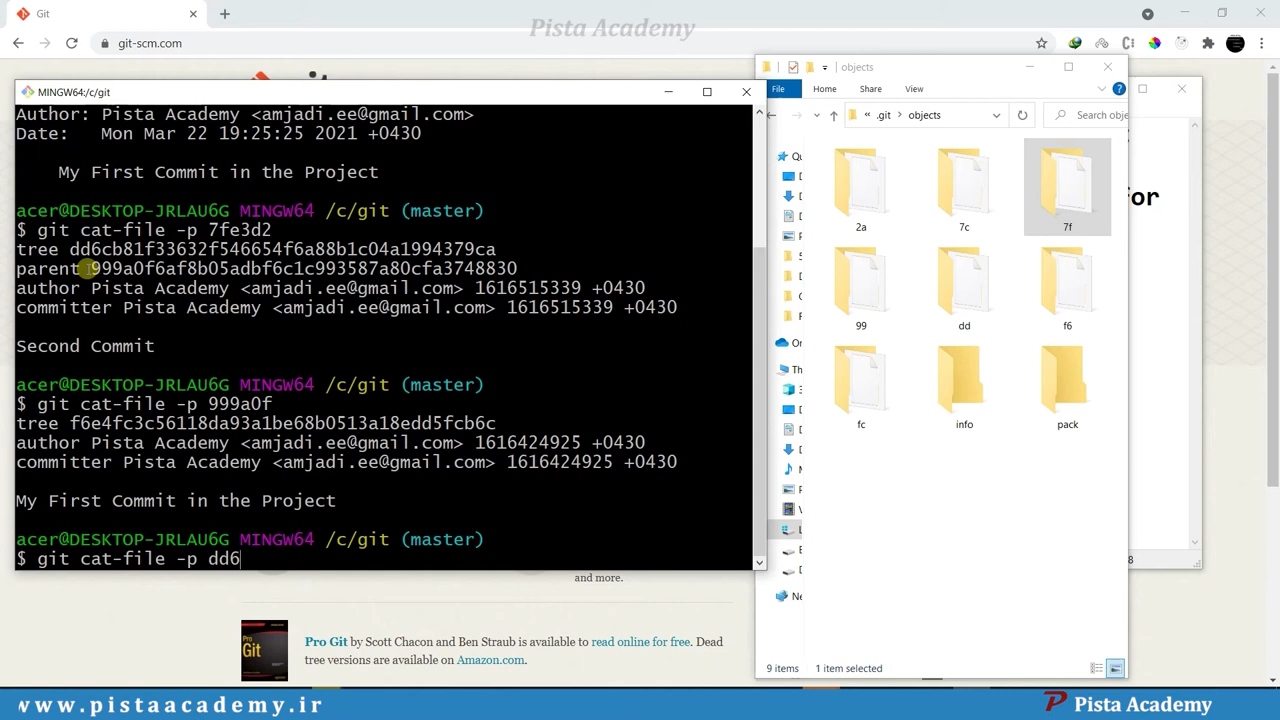 Git
Pista Academy
git-scm.com
MINGW64:/c/git
Author: Pista Academy <amjadi.ee@gmail.com>
Date:   Mon Mar 22 19:25:25 2021 +0430
My First Commit in the Project
acer@DESKTOP-JRLAU6G MINGW64 /c/git (master)
$ git cat-file -p 7fe3d2
tree dd6cb81f33632f546654f6a88b1c04a1994379ca
parent 999a0f6af8b05adbf6c1c993587a80cfa3748830
author Pista Academy <amjadi.ee@gmail.com> 1616515339 +0430
committer Pista Academy <amjadi.ee@gmail.com> 1616515339 +0430
Second Commit
acer@DESKTOP-JRLAU6G MINGW64 /c/git (master)
$ git cat-file -p 999a0f
tree f6e4fc3c56118da93a1be68b0513a18edd5fcb6c
author Pista Academy <amjadi.ee@gmail.com> 1616424925 +0430
committer Pista Academy <amjadi.ee@gmail.com> 1616424925 +0430
My First Commit in the Project
acer@DESKTOP-JRLAU6G MINGW64 /c/git (master)
$ git cat-file -p dd6
objects
File Home Share View
« .git › objects
Search obje
2a 7c 7f
99 dd f6
fc info pack
9 items 1 item selected
or
8
and more.
Pro Git by Scott Chacon and Ben Straub is available to read online for free. Dead
tree versions are available on Amazon.com.
Pro
Git
www.pistaacademy.ir
Pista Academy